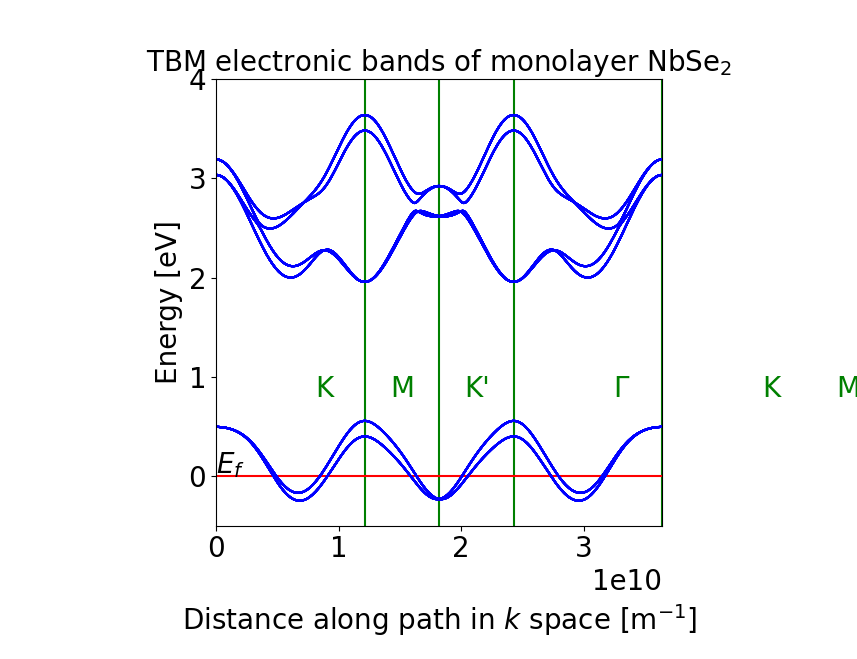 TBM electronic bands of monolayer NbSe₂
4
3
Energy [eV]
2
1
K M K' Γ K M
E_f
0
0 1 2 3
1e10
Distance along path in k space [m⁻¹]